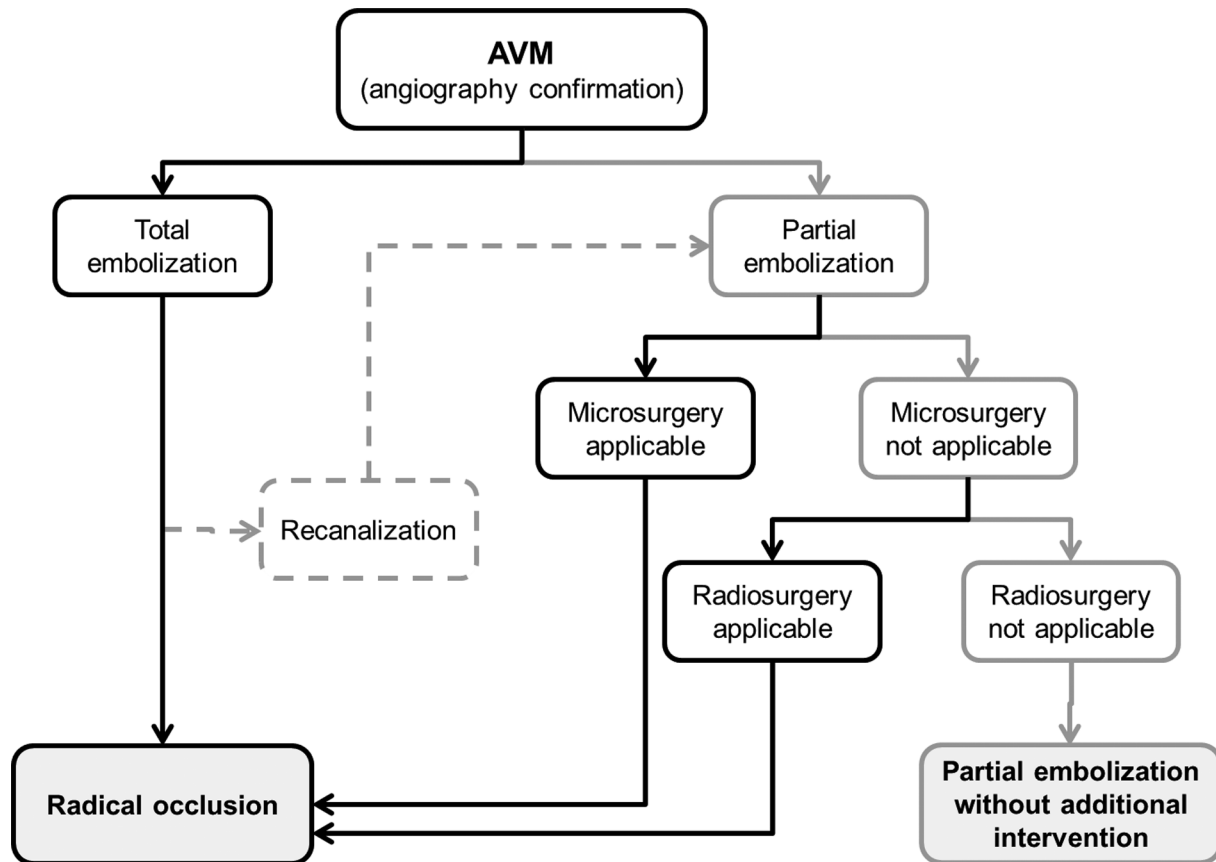 AVM
(angiography confirmation)
Total
embolization
Partial
embolization
Microsurgery
applicable
Microsurgery
not applicable
Recanalization
Radiosurgery
applicable
Radiosurgery
not applicable
Radical occlusion
Partial embolization
without additional
intervention